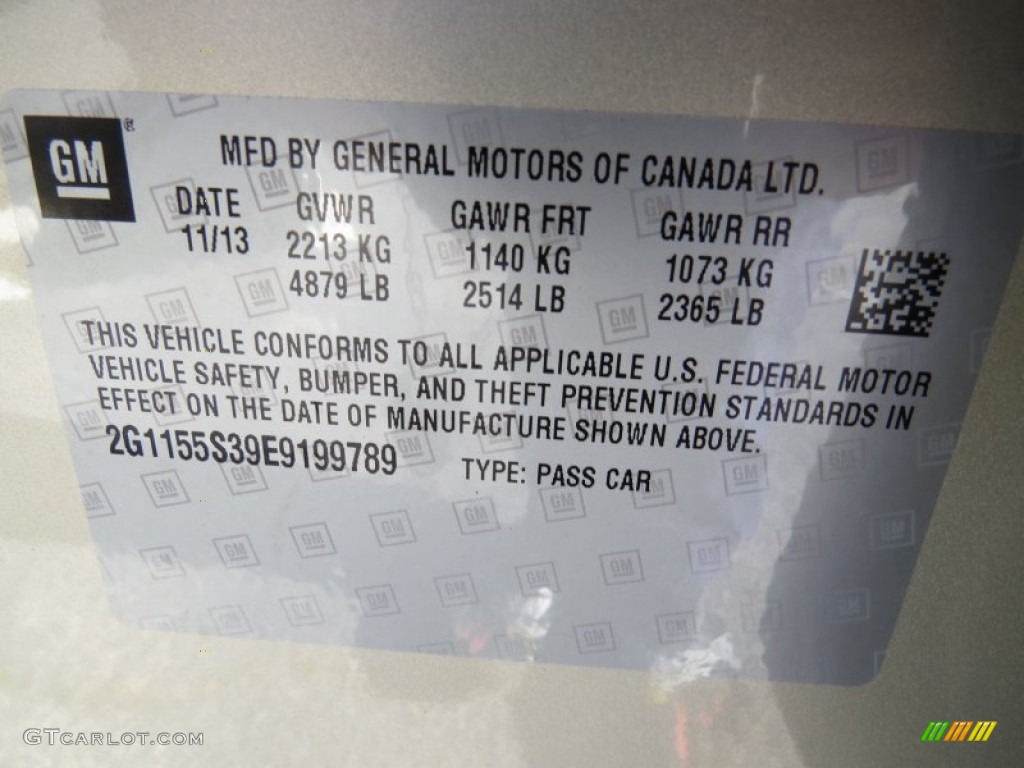 GM
MFD BY GENERAL MOTORS OF CANADA LTD.
DATE GVWR GAWR FRT GAWR RR
11/13 2213 KG 1140 KG 1073 KG
4879 LB 2514 LB 2365 LB
THIS VEHICLE CONFORMS TO ALL APPLICABLE U.S. FEDERAL MOTOR
VEHICLE SAFETY, BUMPER, AND THEFT PREVENTION STANDARDS IN
EFFECT ON THE DATE OF MANUFACTURE SHOWN ABOVE.
2G1155S39E9199789 TYPE: PASS CAR
GTCARLOT.COM